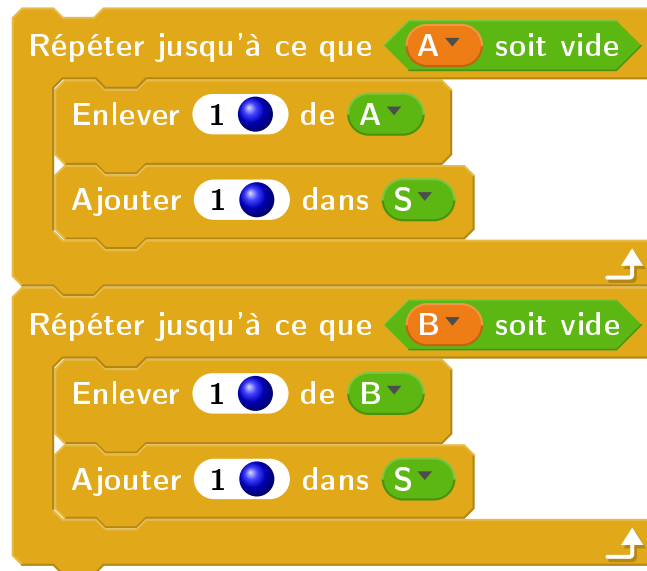 Répéter jusqu'à ce que A soit vide
Enlever 1 de A
Ajouter 1 dans S
Répéter jusqu'à ce que B soit vide
Enlever 1 de B
Ajouter 1 dans S